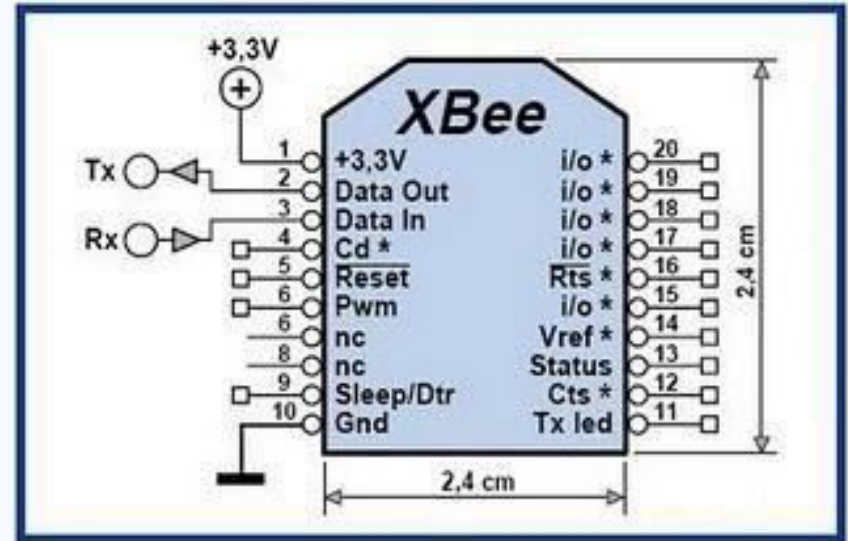 +3,3V
XBee
Tx
Rx
1 +3,3V i/o * 20
2 Data Out i/o * 19
3 Data In i/o * 18
4 Cd * i/o * 17
5 Reset Rts * 16
6 Pwm i/o * 15
6 nc Vref * 14
8 nc Status 13
9 Sleep/Dtr Cts * 12
10 Gnd Tx led 11
2,4 cm
2,4 cm